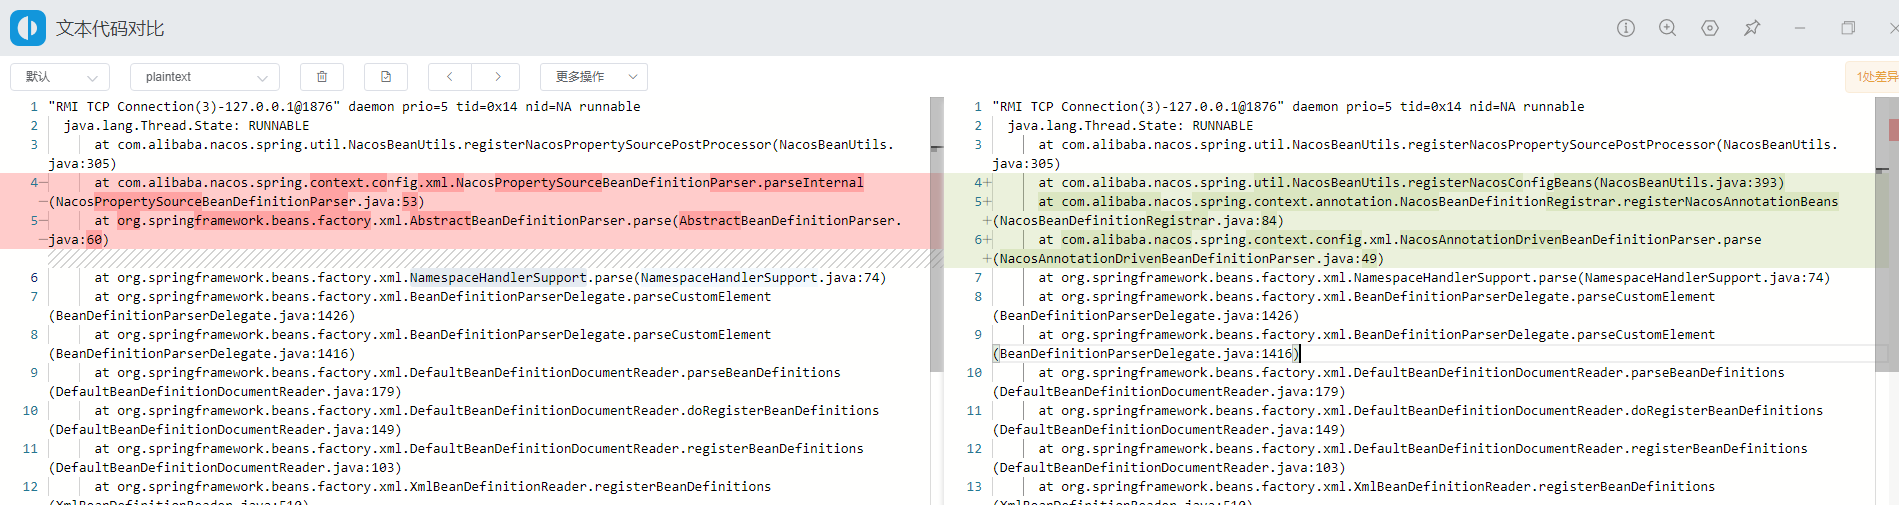 文本代码对比
默认
plaintext
更多操作
1处差异
1 "RMI TCP Connection(3)-127.0.0.1@1876" daemon prio=5 tid=0x14 nid=NA runnable
2 java.lang.Thread.State: RUNNABLE
3 at com.alibaba.nacos.spring.util.NacosBeanUtils.registerNacosPropertySourcePostProcessor(NacosBeanUtils.
java:305)
4- at com.alibaba.nacos.spring.context.config.xml.NacosPropertySourceBeanDefinitionParser.parseInternal
-(NacosPropertySourceBeanDefinitionParser.java:53)
5- at org.springframework.beans.factory.xml.AbstractBeanDefinitionParser.parse(AbstractBeanDefinitionParser.
-java:60)
6 at org.springframework.beans.factory.xml.NamespaceHandlerSupport.parse(NamespaceHandlerSupport.java:74)
7 at org.springframework.beans.factory.xml.BeanDefinitionParserDelegate.parseCustomElement
(BeanDefinitionParserDelegate.java:1426)
8 at org.springframework.beans.factory.xml.BeanDefinitionParserDelegate.parseCustomElement
(BeanDefinitionParserDelegate.java:1416)
9 at org.springframework.beans.factory.xml.DefaultBeanDefinitionDocumentReader.parseBeanDefinitions
(DefaultBeanDefinitionDocumentReader.java:179)
10 at org.springframework.beans.factory.xml.DefaultBeanDefinitionDocumentReader.doRegisterBeanDefinitions
(DefaultBeanDefinitionDocumentReader.java:149)
11 at org.springframework.beans.factory.xml.DefaultBeanDefinitionDocumentReader.registerBeanDefinitions
(DefaultBeanDefinitionDocumentReader.java:103)
12 at org.springframework.beans.factory.xml.XmlBeanDefinitionReader.registerBeanDefinitions
(XmlBeanDefinitionReader.java:510)
1 "RMI TCP Connection(3)-127.0.0.1@1876" daemon prio=5 tid=0x14 nid=NA runnable
2 java.lang.Thread.State: RUNNABLE
3 at com.alibaba.nacos.spring.util.NacosBeanUtils.registerNacosPropertySourcePostProcessor(NacosBeanUtils.
java:305)
4+ at com.alibaba.nacos.spring.util.NacosBeanUtils.registerNacosConfigBeans(NacosBeanUtils.java:393)
5+ at com.alibaba.nacos.spring.context.annotation.NacosBeanDefinitionRegistrar.registerNacosAnnotationBeans
+(NacosBeanDefinitionRegistrar.java:84)
6+ at com.alibaba.nacos.spring.context.config.xml.NacosAnnotationDrivenBeanDefinitionParser.parse
+(NacosAnnotationDrivenBeanDefinitionParser.java:49)
7 at org.springframework.beans.factory.xml.NamespaceHandlerSupport.parse(NamespaceHandlerSupport.java:74)
8 at org.springframework.beans.factory.xml.BeanDefinitionParserDelegate.parseCustomElement
(BeanDefinitionParserDelegate.java:1426)
9 at org.springframework.beans.factory.xml.BeanDefinitionParserDelegate.parseCustomElement
(BeanDefinitionParserDelegate.java:1416)
10 at org.springframework.beans.factory.xml.DefaultBeanDefinitionDocumentReader.parseBeanDefinitions
(DefaultBeanDefinitionDocumentReader.java:179)
11 at org.springframework.beans.factory.xml.DefaultBeanDefinitionDocumentReader.doRegisterBeanDefinitions
(DefaultBeanDefinitionDocumentReader.java:149)
12 at org.springframework.beans.factory.xml.DefaultBeanDefinitionDocumentReader.registerBeanDefinitions
(DefaultBeanDefinitionDocumentReader.java:103)
13 at org.springframework.beans.factory.xml.XmlBeanDefinitionReader.registerBeanDefinitions
(XmlBeanDefinitionReader.java:510)